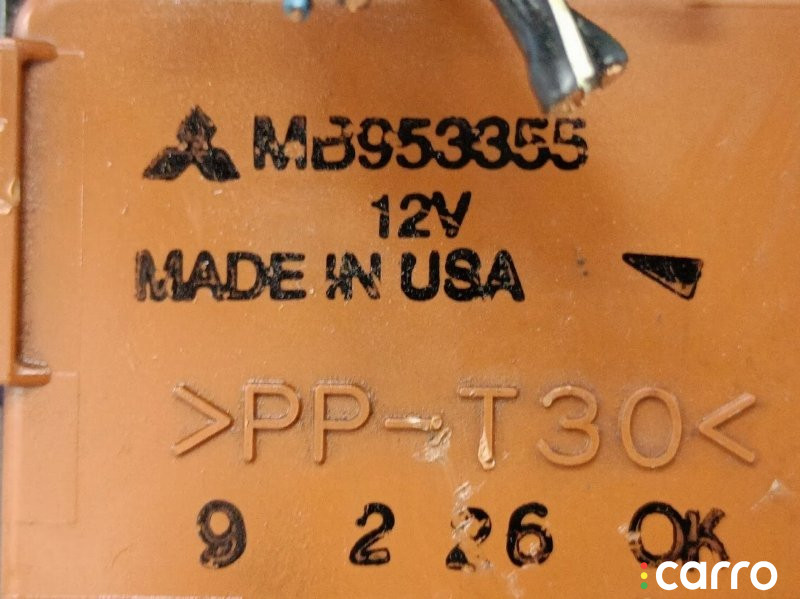 MB953355
12V
MADE IN USA
>PP-T30<
9 2 26 OK
carro